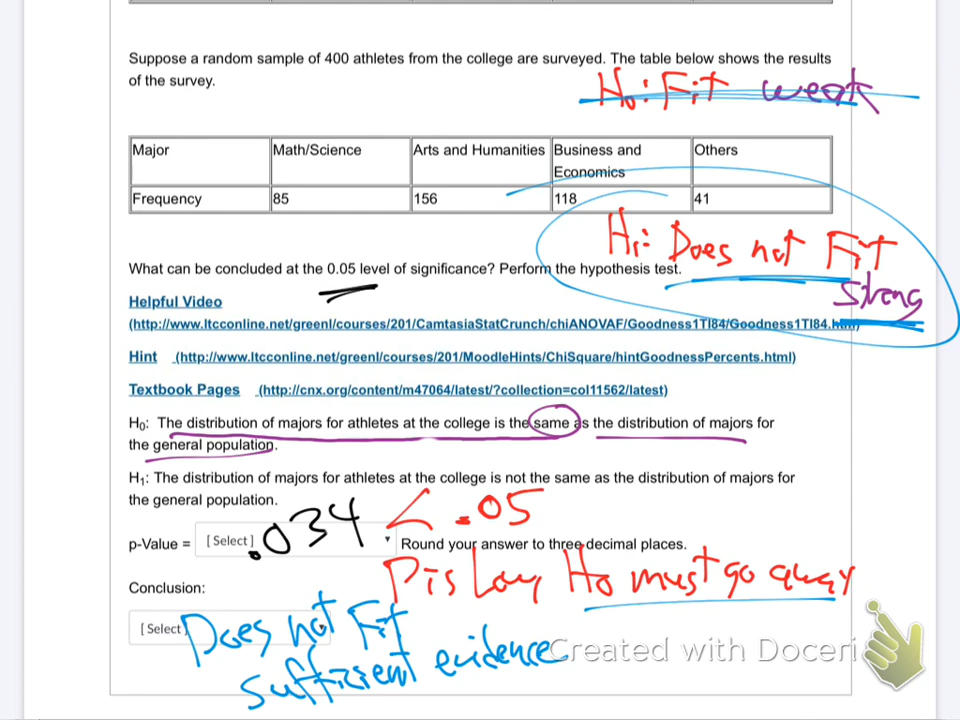 Suppose a random sample of 400 athletes from the college are surveyed. The table below shows the results
of the survey.
H₀: Fit weak
Major Math/Science Arts and Humanities Business and Economics Others
Frequency 85 156 118 41
H₁: Does not Fit
strong
What can be concluded at the 0.05 level of significance? Perform the hypothesis test.
Helpful Video
(http://www.ltcconline.net/greenl/courses/201/CamtasiaStatCrunch/chiANOVAF/Goodness1TI84/Goodness1TI84.html)
Hint (http://www.ltcconline.net/greenl/courses/201/MoodleHints/ChiSquare/hintGoodnessPercents.html)
Textbook Pages (http://cnx.org/content/m47064/latest/?collection=col11562/latest)
H₀: The distribution of majors for athletes at the college is the same as the distribution of majors for
the general population.
H₁: The distribution of majors for athletes at the college is not the same as the distribution of majors for
the general population.
.034 < .05
p-Value = [ Select ] Round your answer to three decimal places.
P is Low, H₀ must go away
Conclusion:
[ Select ]
Does not Fit
sufficient evidence
Created with Doceri